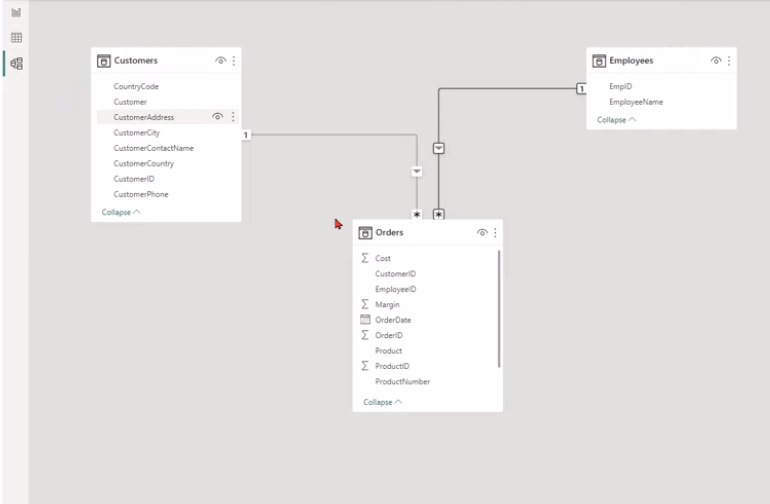 Customers
CountryCode
Customer
CustomerAddress
CustomerCity
CustomerContactName
CustomerCountry
CustomerID
CustomerPhone
Collapse
1
Employees
EmpID
EmployeeName
Collapse
1
*
*
Orders
Σ Cost
CustomerID
EmployeeID
Σ Margin
OrderDate
Σ OrderID
Product
Σ ProductID
ProductNumber
Collapse